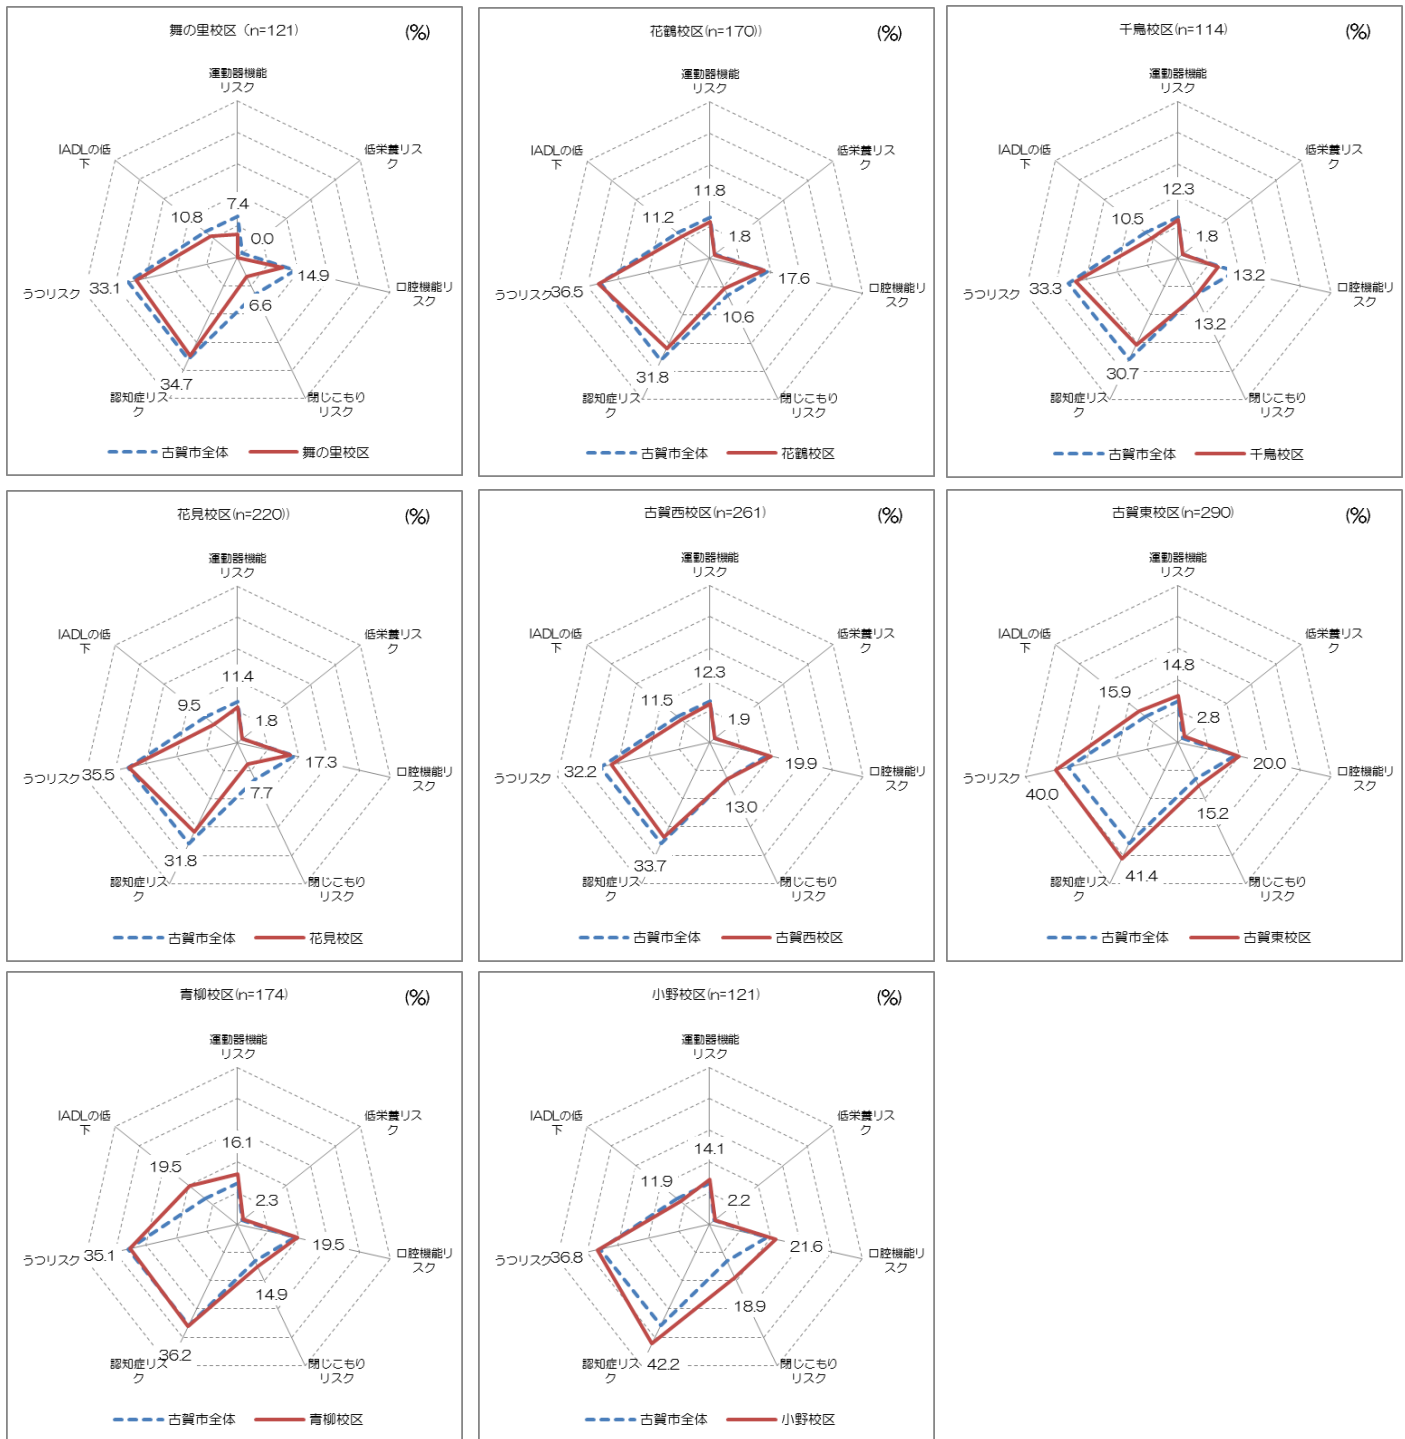 舞の里校区（n=121)
(%)
運動器機能
リスク
低栄養リス
ク
口腔機能リ
スク
閉じこもり
リスク
認知症リス
ク
うつリスク
IADLの低
下
7.4
0.0
14.9
6.6
34.7
33.1
10.8
古賀市全体
舞の里校区
花鶴校区(n=170))
(%)
運動器機能
リスク
低栄養リス
ク
口腔機能リ
スク
閉じこもり
リスク
認知症リス
ク
うつリスク
IADLの低
下
11.8
1.8
17.6
10.6
31.8
36.5
11.2
古賀市全体
花鶴校区
千鳥校区(n=114)
(%)
運動器機能
リスク
低栄養リス
ク
口腔機能リ
スク
閉じこもり
リスク
認知症リス
ク
うつリスク
IADLの低
下
12.3
1.8
13.2
13.2
30.7
33.3
10.5
古賀市全体
千鳥校区
花見校区(n=220))
(%)
運動器機能
リスク
低栄養リス
ク
口腔機能リ
スク
閉じこもり
リスク
認知症リス
ク
うつリスク
IADLの低
下
11.4
1.8
17.3
7.7
31.8
35.5
9.5
古賀市全体
花見校区
古賀西校区(n=261)
(%)
運動器機能
リスク
低栄養リス
ク
口腔機能リ
スク
閉じこもり
リスク
認知症リス
ク
うつリスク
IADLの低
下
12.3
1.9
19.9
13.0
33.7
32.2
11.5
古賀市全体
古賀西校区
古賀東校区(n=290)
(%)
運動器機能
リスク
低栄養リス
ク
口腔機能リ
スク
閉じこもり
リスク
認知症リス
ク
うつリスク
IADLの低
下
14.8
2.8
20.0
15.2
41.4
40.0
15.9
古賀市全体
古賀東校区
青柳校区(n=174)
(%)
運動器機能
リスク
低栄養リス
ク
口腔機能リ
スク
閉じこもり
リスク
認知症リス
ク
うつリスク
IADLの低
下
16.1
2.3
19.5
14.9
36.2
35.1
19.5
古賀市全体
青柳校区
小野校区(n=121)
(%)
運動器機能
リスク
低栄養リス
ク
口腔機能リ
スク
閉じこもり
リスク
認知症リス
ク
うつリスク
IADLの低
下
14.1
2.2
21.6
18.9
42.2
36.8
11.9
古賀市全体
小野校区